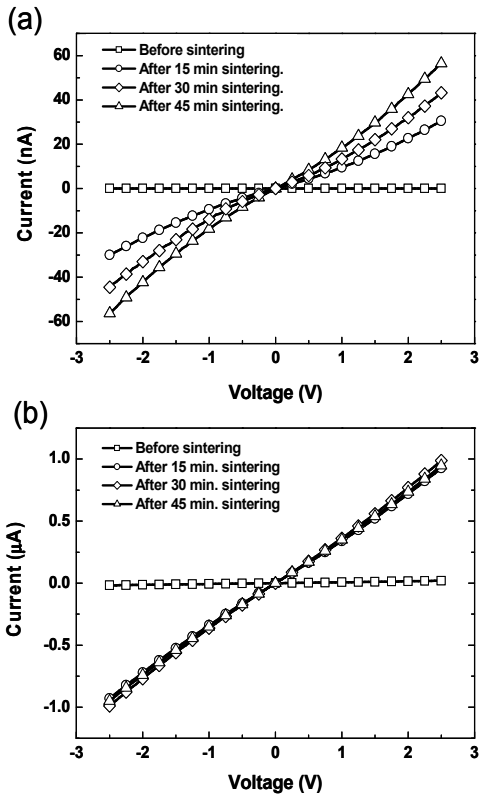 (a)
Before sintering
After 15 min sintering.
After 30 min sintering.
After 45 min sintering.
60
40
20
0
-20
-40
-60
Current (nA)
-3 -2 -1 0 1 2 3
Voltage (V)
(b)
Before sintering
After 15 min. sintering
After 30 min. sintering
After 45 min. sintering
1.0
0.5
0.0
-0.5
-1.0
Current (µA)
-3 -2 -1 0 1 2 3
Voltage (V)